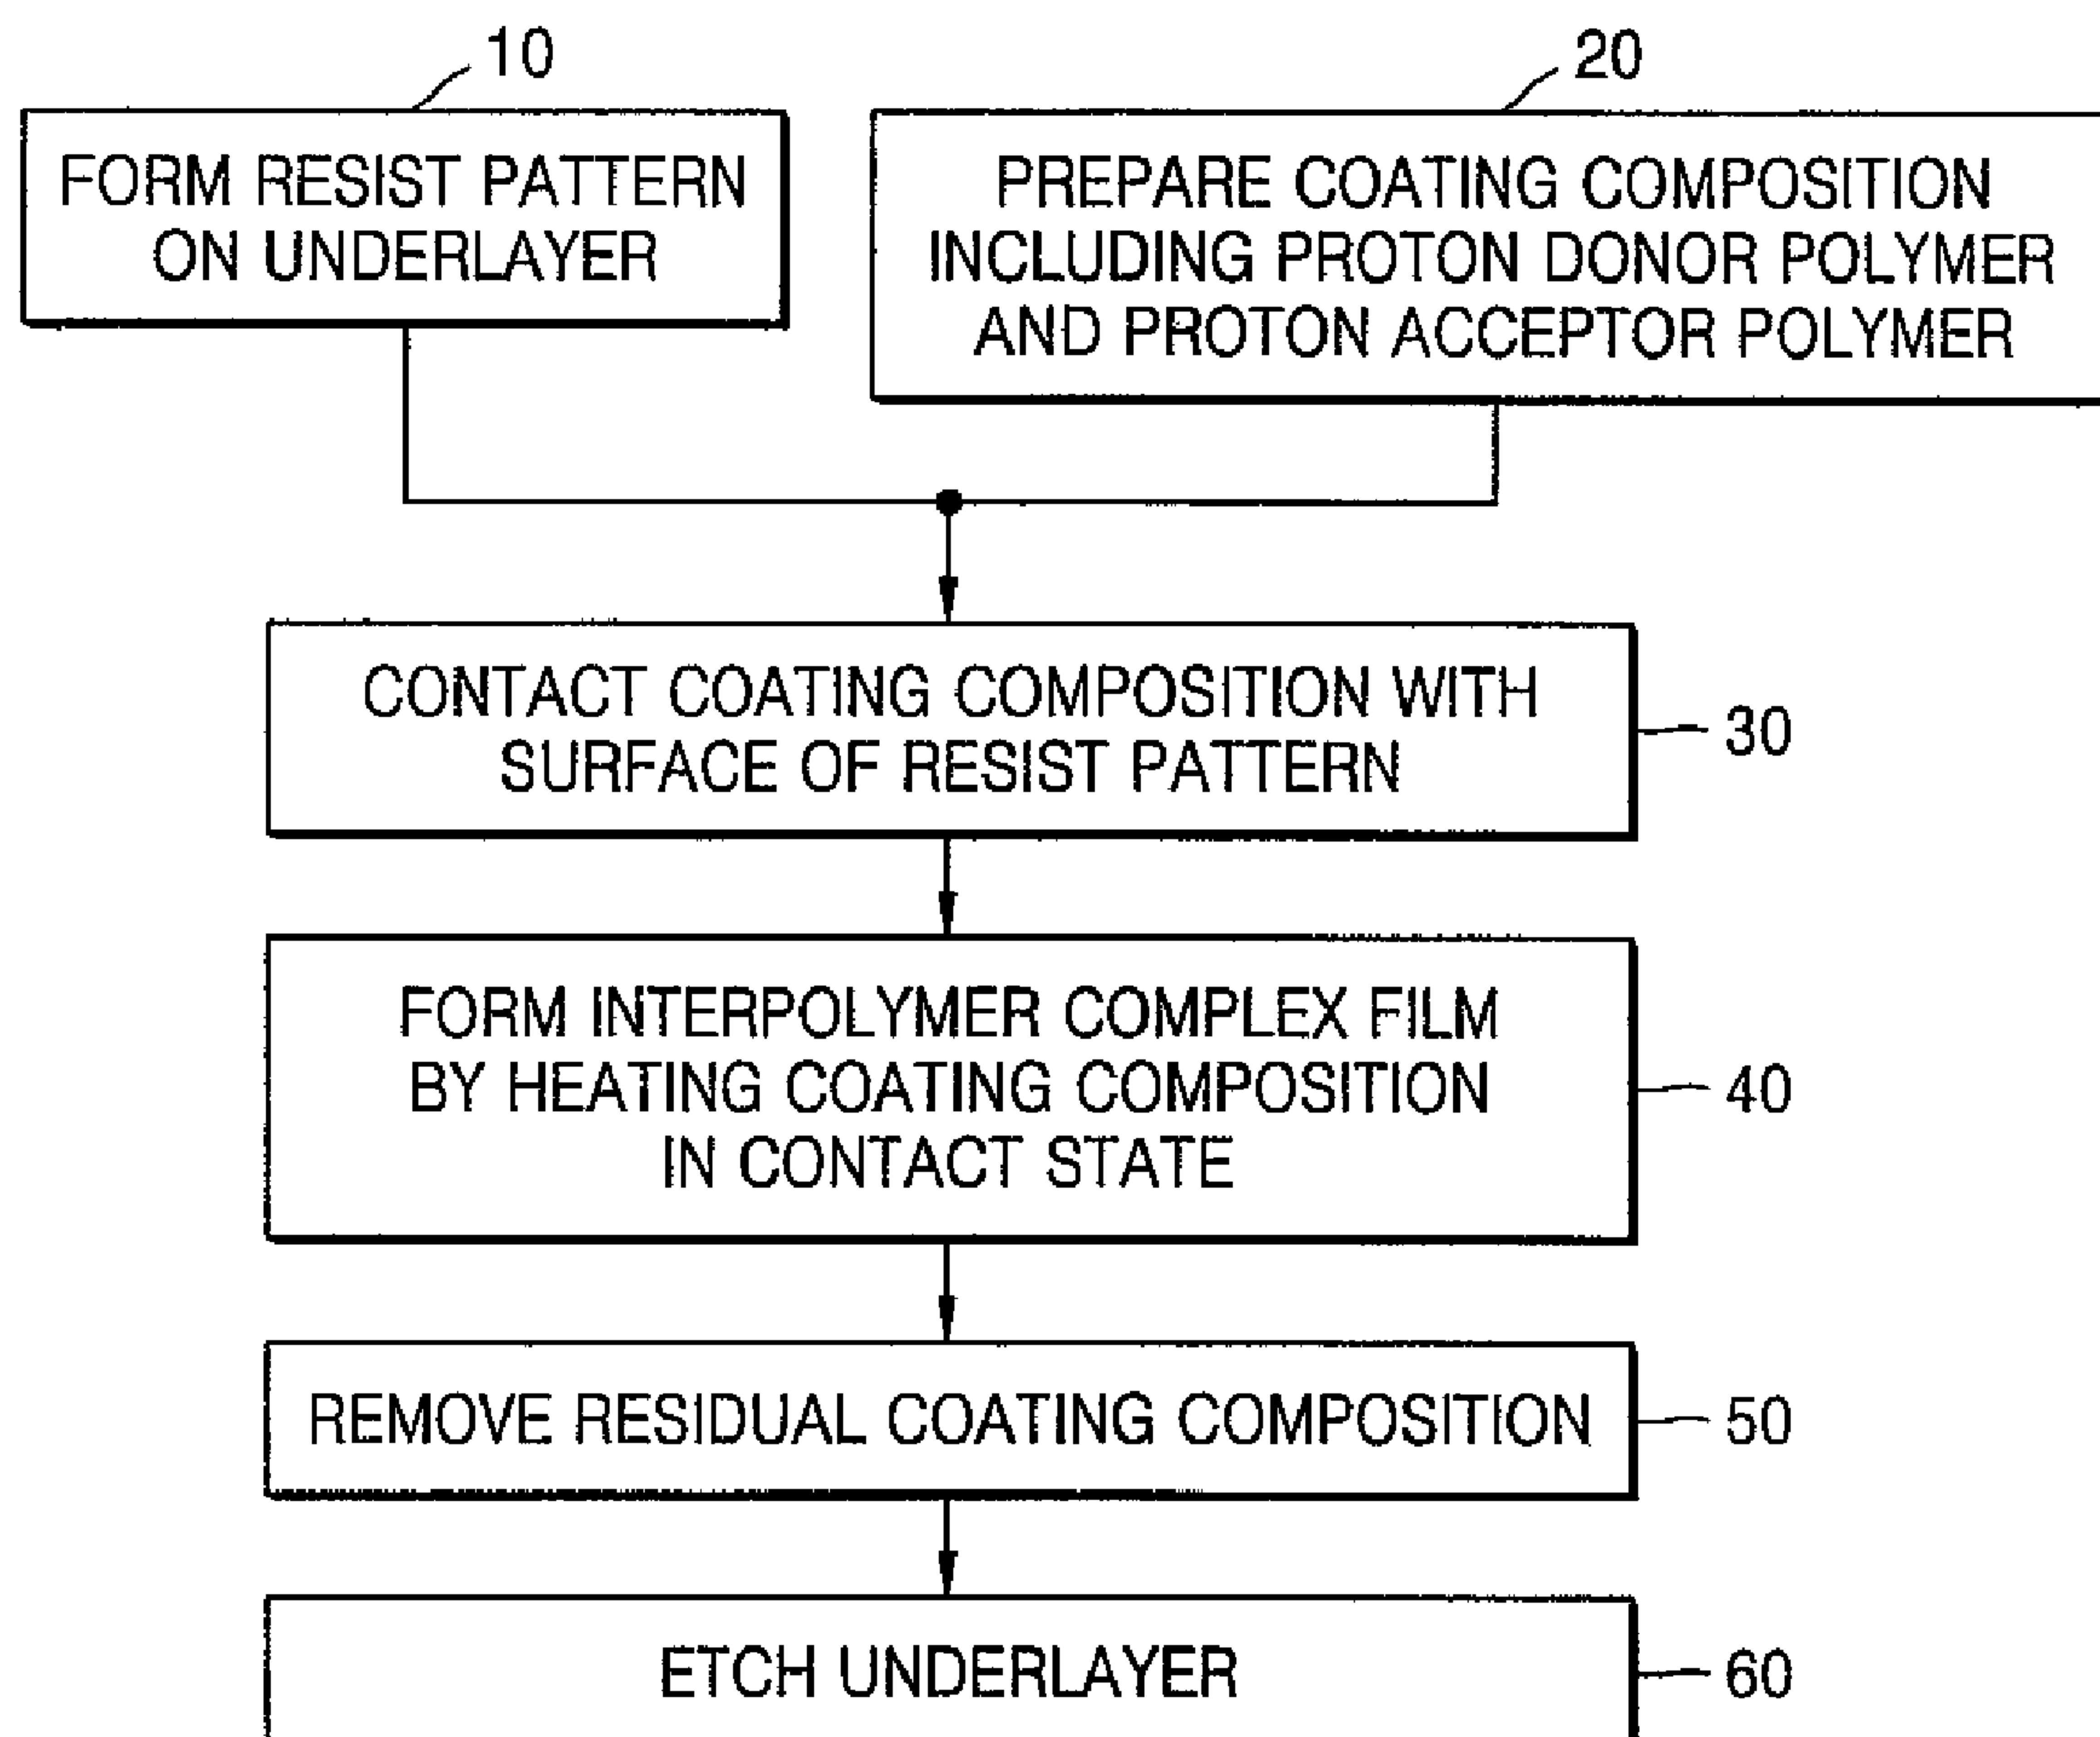 10
FORM RESIST PATTERN
ON UNDERLAYER
20
PREPARE COATING COMPOSITION
INCLUDING PROTON DONOR POLYMER
AND PROTON ACCEPTOR POLYMER
CONTACT COATING COMPOSITION WITH
SURFACE OF RESIST PATTERN
30
FORM INTERPOLYMER COMPLEX FILM
BY HEATING COATING COMPOSITION
IN CONTACT STATE
40
REMOVE RESIDUAL COATING COMPOSITION
50
ETCH UNDERLAYER
60